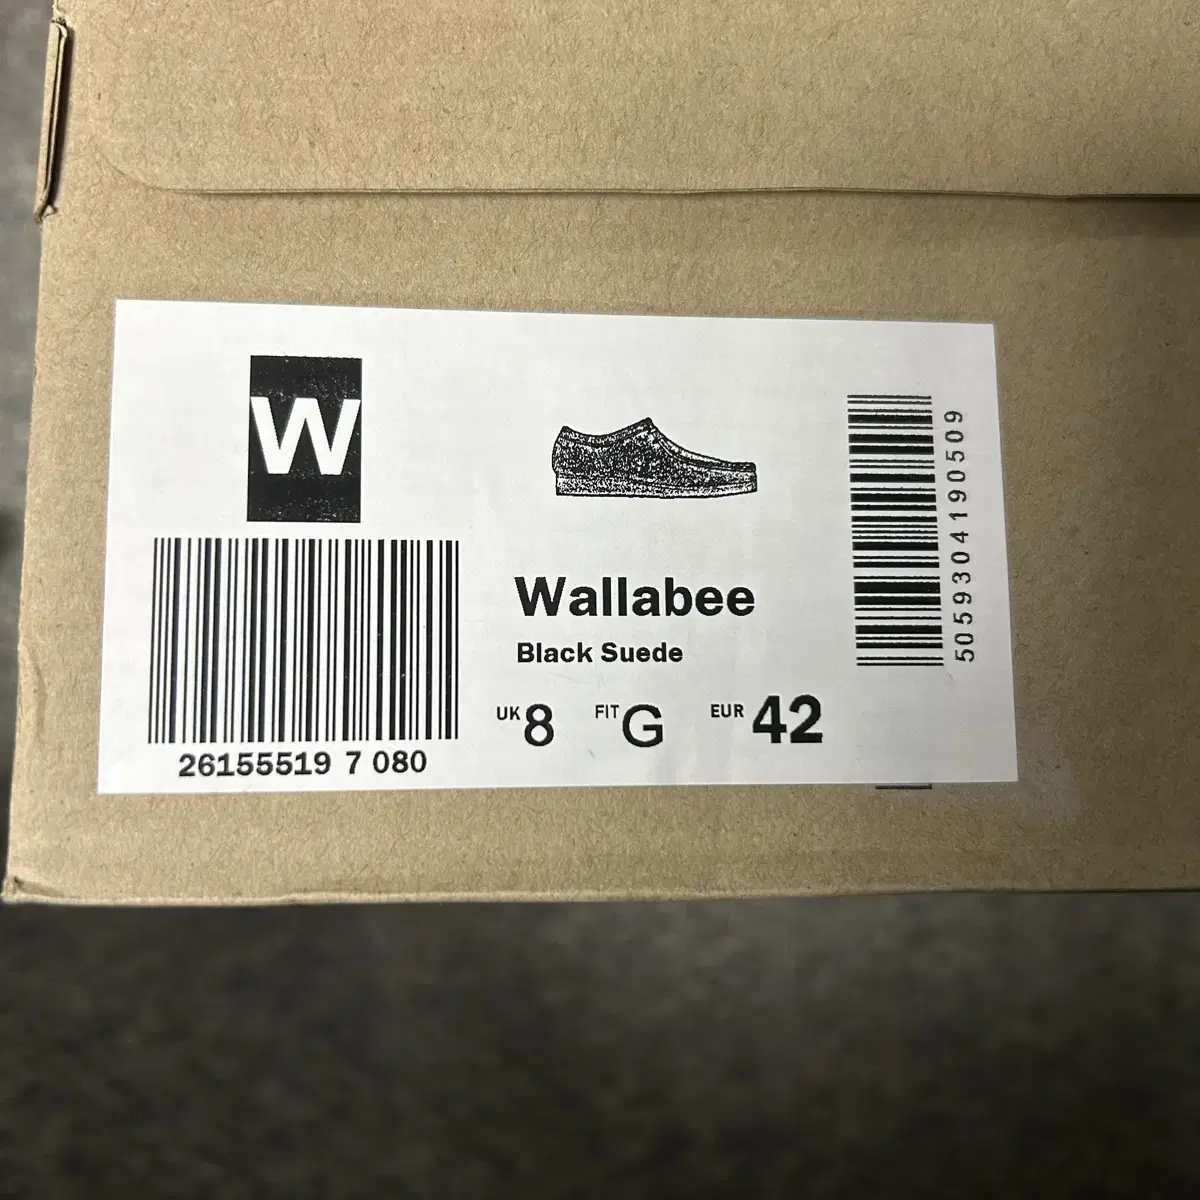 W
Wallabee
Black Suede
UK 8 FIT G EUR 42
26155519 7 080
5059304190509